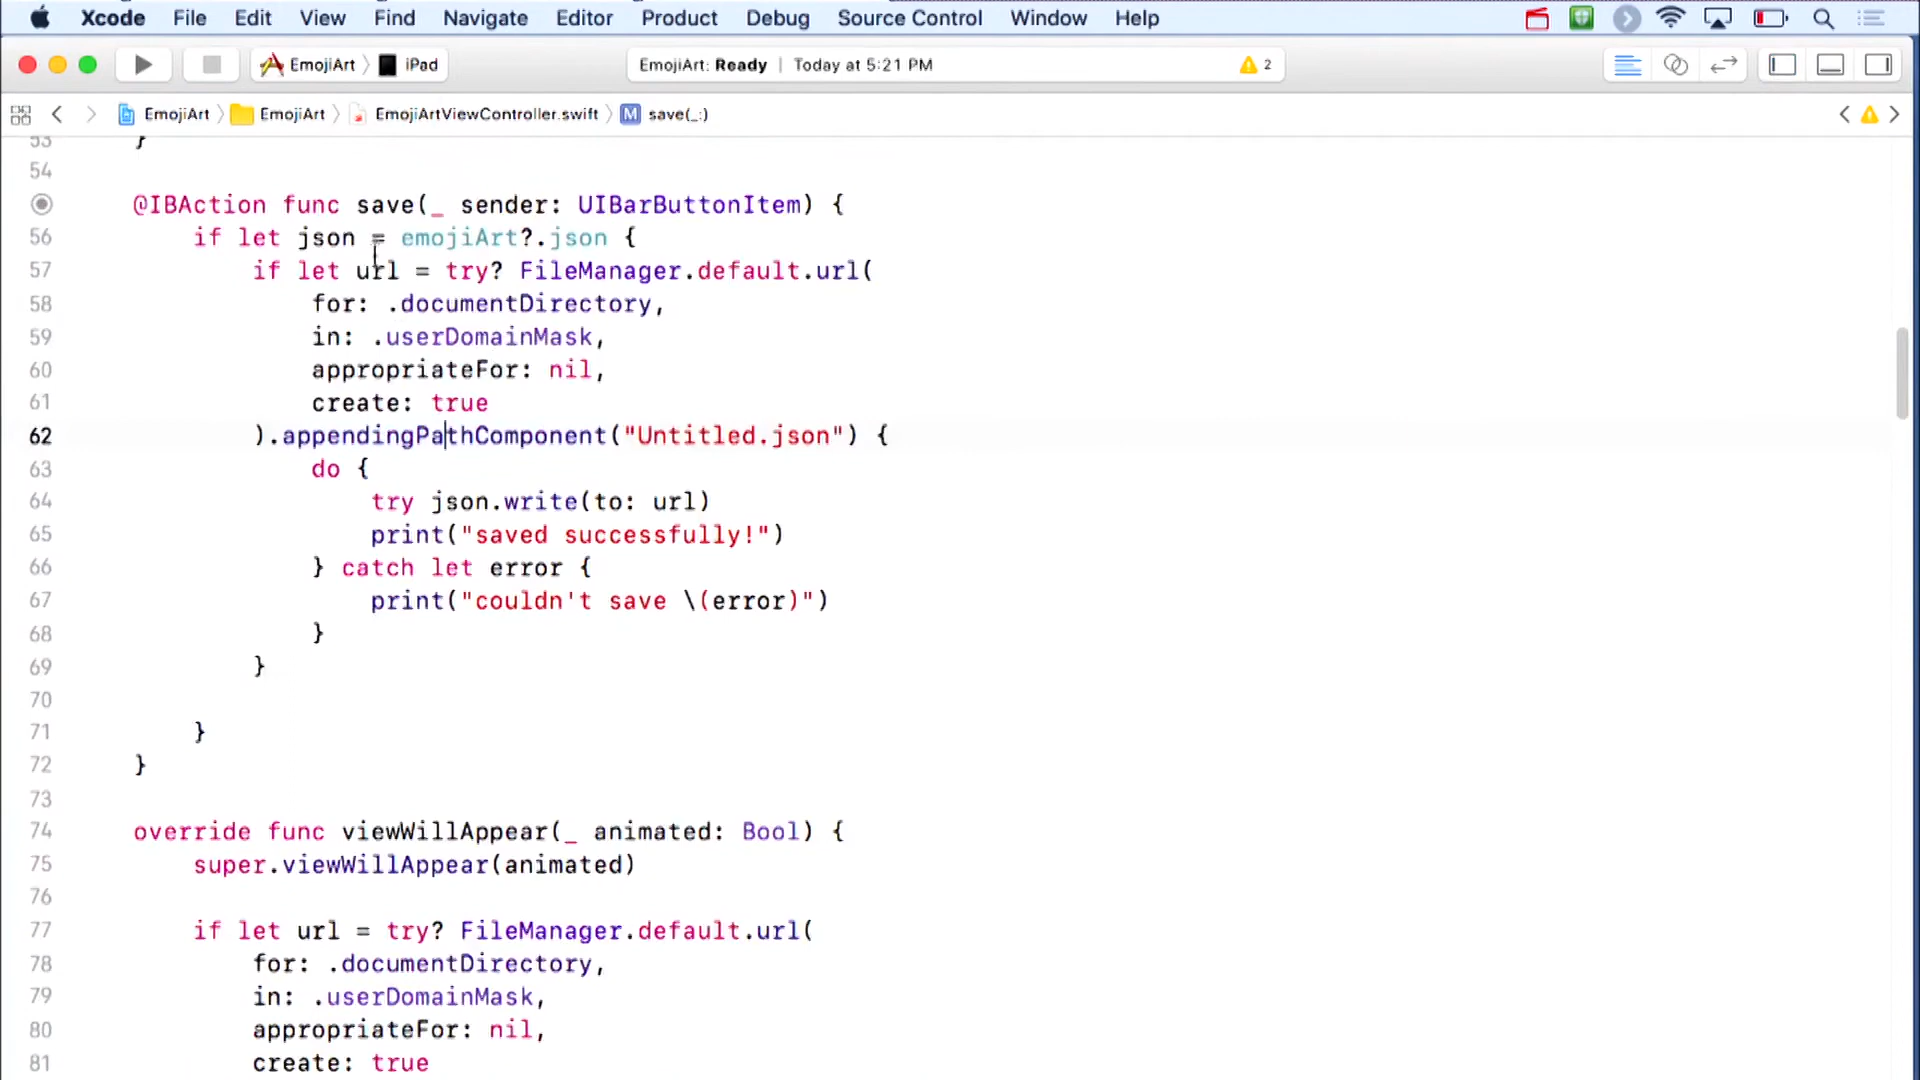 Xcode File Edit View Find Navigate Editor Product Debug Source Control Window Help
EmojiArt iPad EmojiArt: Ready | Today at 5:21 PM 2
EmojiArt EmojiArt EmojiArtViewController.swift M save(_:)
53 }
54
@IBAction func save(_ sender: UIBarButtonItem) {
56 if let json = emojiArt?.json {
57 if let url = try? FileManager.default.url(
58 for: .documentDirectory,
59 in: .userDomainMask,
60 appropriateFor: nil,
61 create: true
62 ).appendingPathComponent("Untitled.json") {
63 do {
64 try json.write(to: url)
65 print("saved successfully!")
66 } catch let error {
67 print("couldn't save \(error)")
68 }
69 }
70
71 }
72 }
73
74 override func viewWillAppear(_ animated: Bool) {
75 super.viewWillAppear(animated)
76
77 if let url = try? FileManager.default.url(
78 for: .documentDirectory,
79 in: .userDomainMask,
80 appropriateFor: nil,
81 create: true